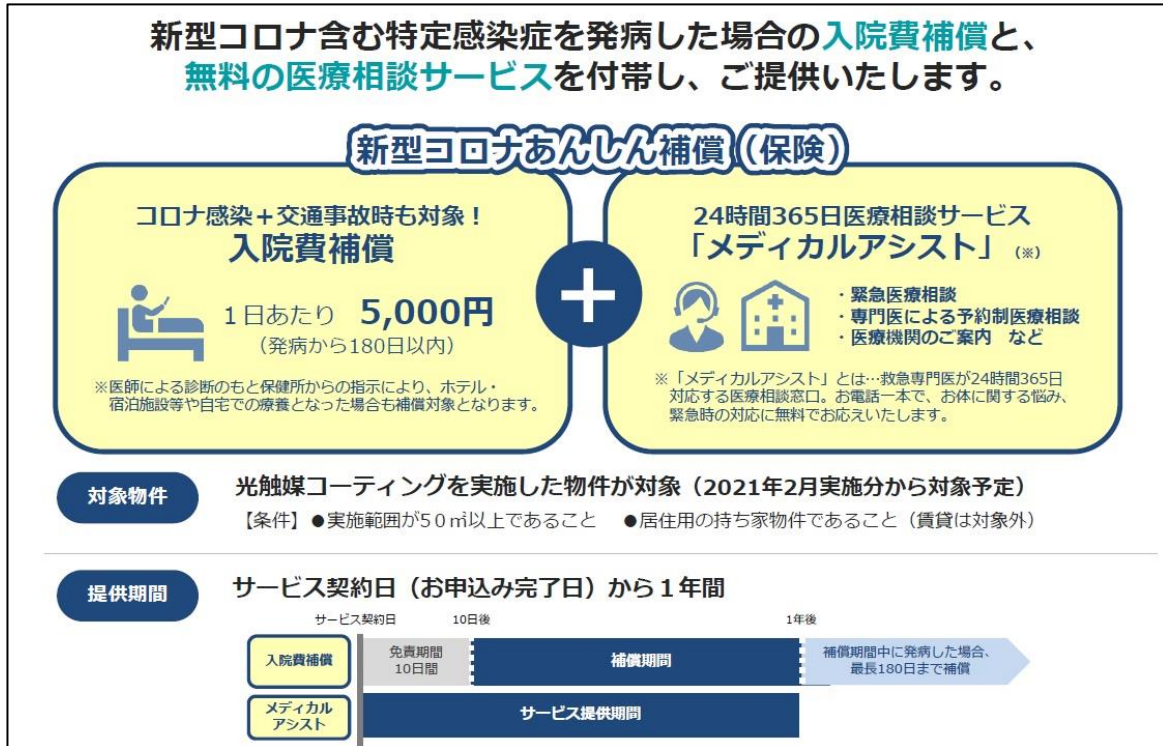 新型コロナ含む特定感染症を発病した場合の入院費補償と、
無料の医療相談サービスを付帯し、ご提供いたします。
新型コロナあんしん補償（保険）
コロナ感染＋交通事故時も対象！
入院費補償
１日あたり 5,000円
（発病から180日以内）
※医師による診断のもと保健所からの指示により、ホテル・
宿泊施設等や自宅での療養となった場合も補償対象となります。
+
24時間365日医療相談サービス
「メディカルアシスト」（※）
・緊急医療相談
・専門医による予約制医療相談
・医療機関のご案内 など
※「メディカルアシスト」とは…救急専門医が24時間365日
対応する医療相談窓口。お電話一本で、お体に関する悩み、
緊急時の対応に無料でお応えいたします。
対象物件
光触媒コーティングを実施した物件が対象（2021年2月実施分から対象予定）
【条件】●実施範囲が５０㎡以上であること ●居住用の持ち家物件であること（賃貸は対象外）
提供期間
サービス契約日（お申込み完了日）から１年間
サービス契約日 10日後 1年後
入院費補償
免責期間
10日間
補償期間
補償期間中に発病した場合、
最長180日まで補償
メディカル
アシスト
サービス提供期間